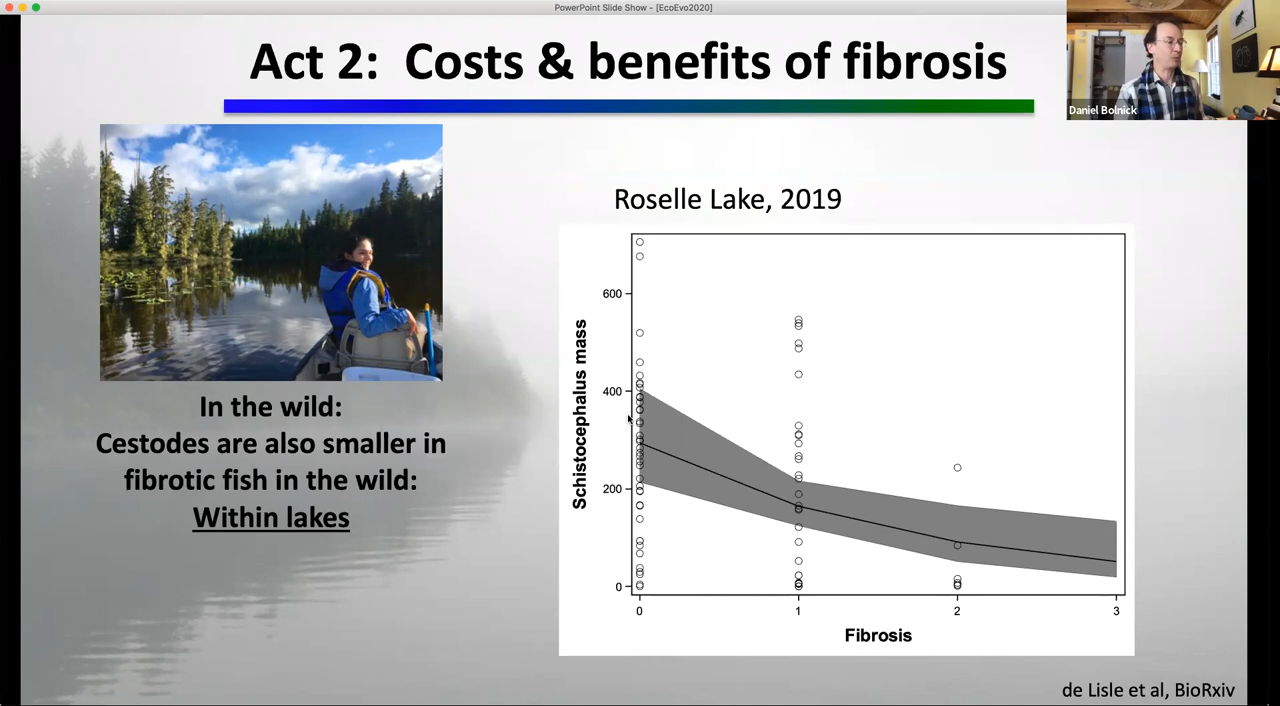 PowerPoint Slide Show - [EcoEvo2020]
Act 2: Costs & benefits of fibrosis
Daniel Bolnick
Roselle Lake, 2019
In the wild:
Cestodes are also smaller in
fibrotic fish in the wild:
Within lakes
Schistocephalus mass
600
400
200
0
0 1 2 3
Fibrosis
de Lisle et al, BioRxiv